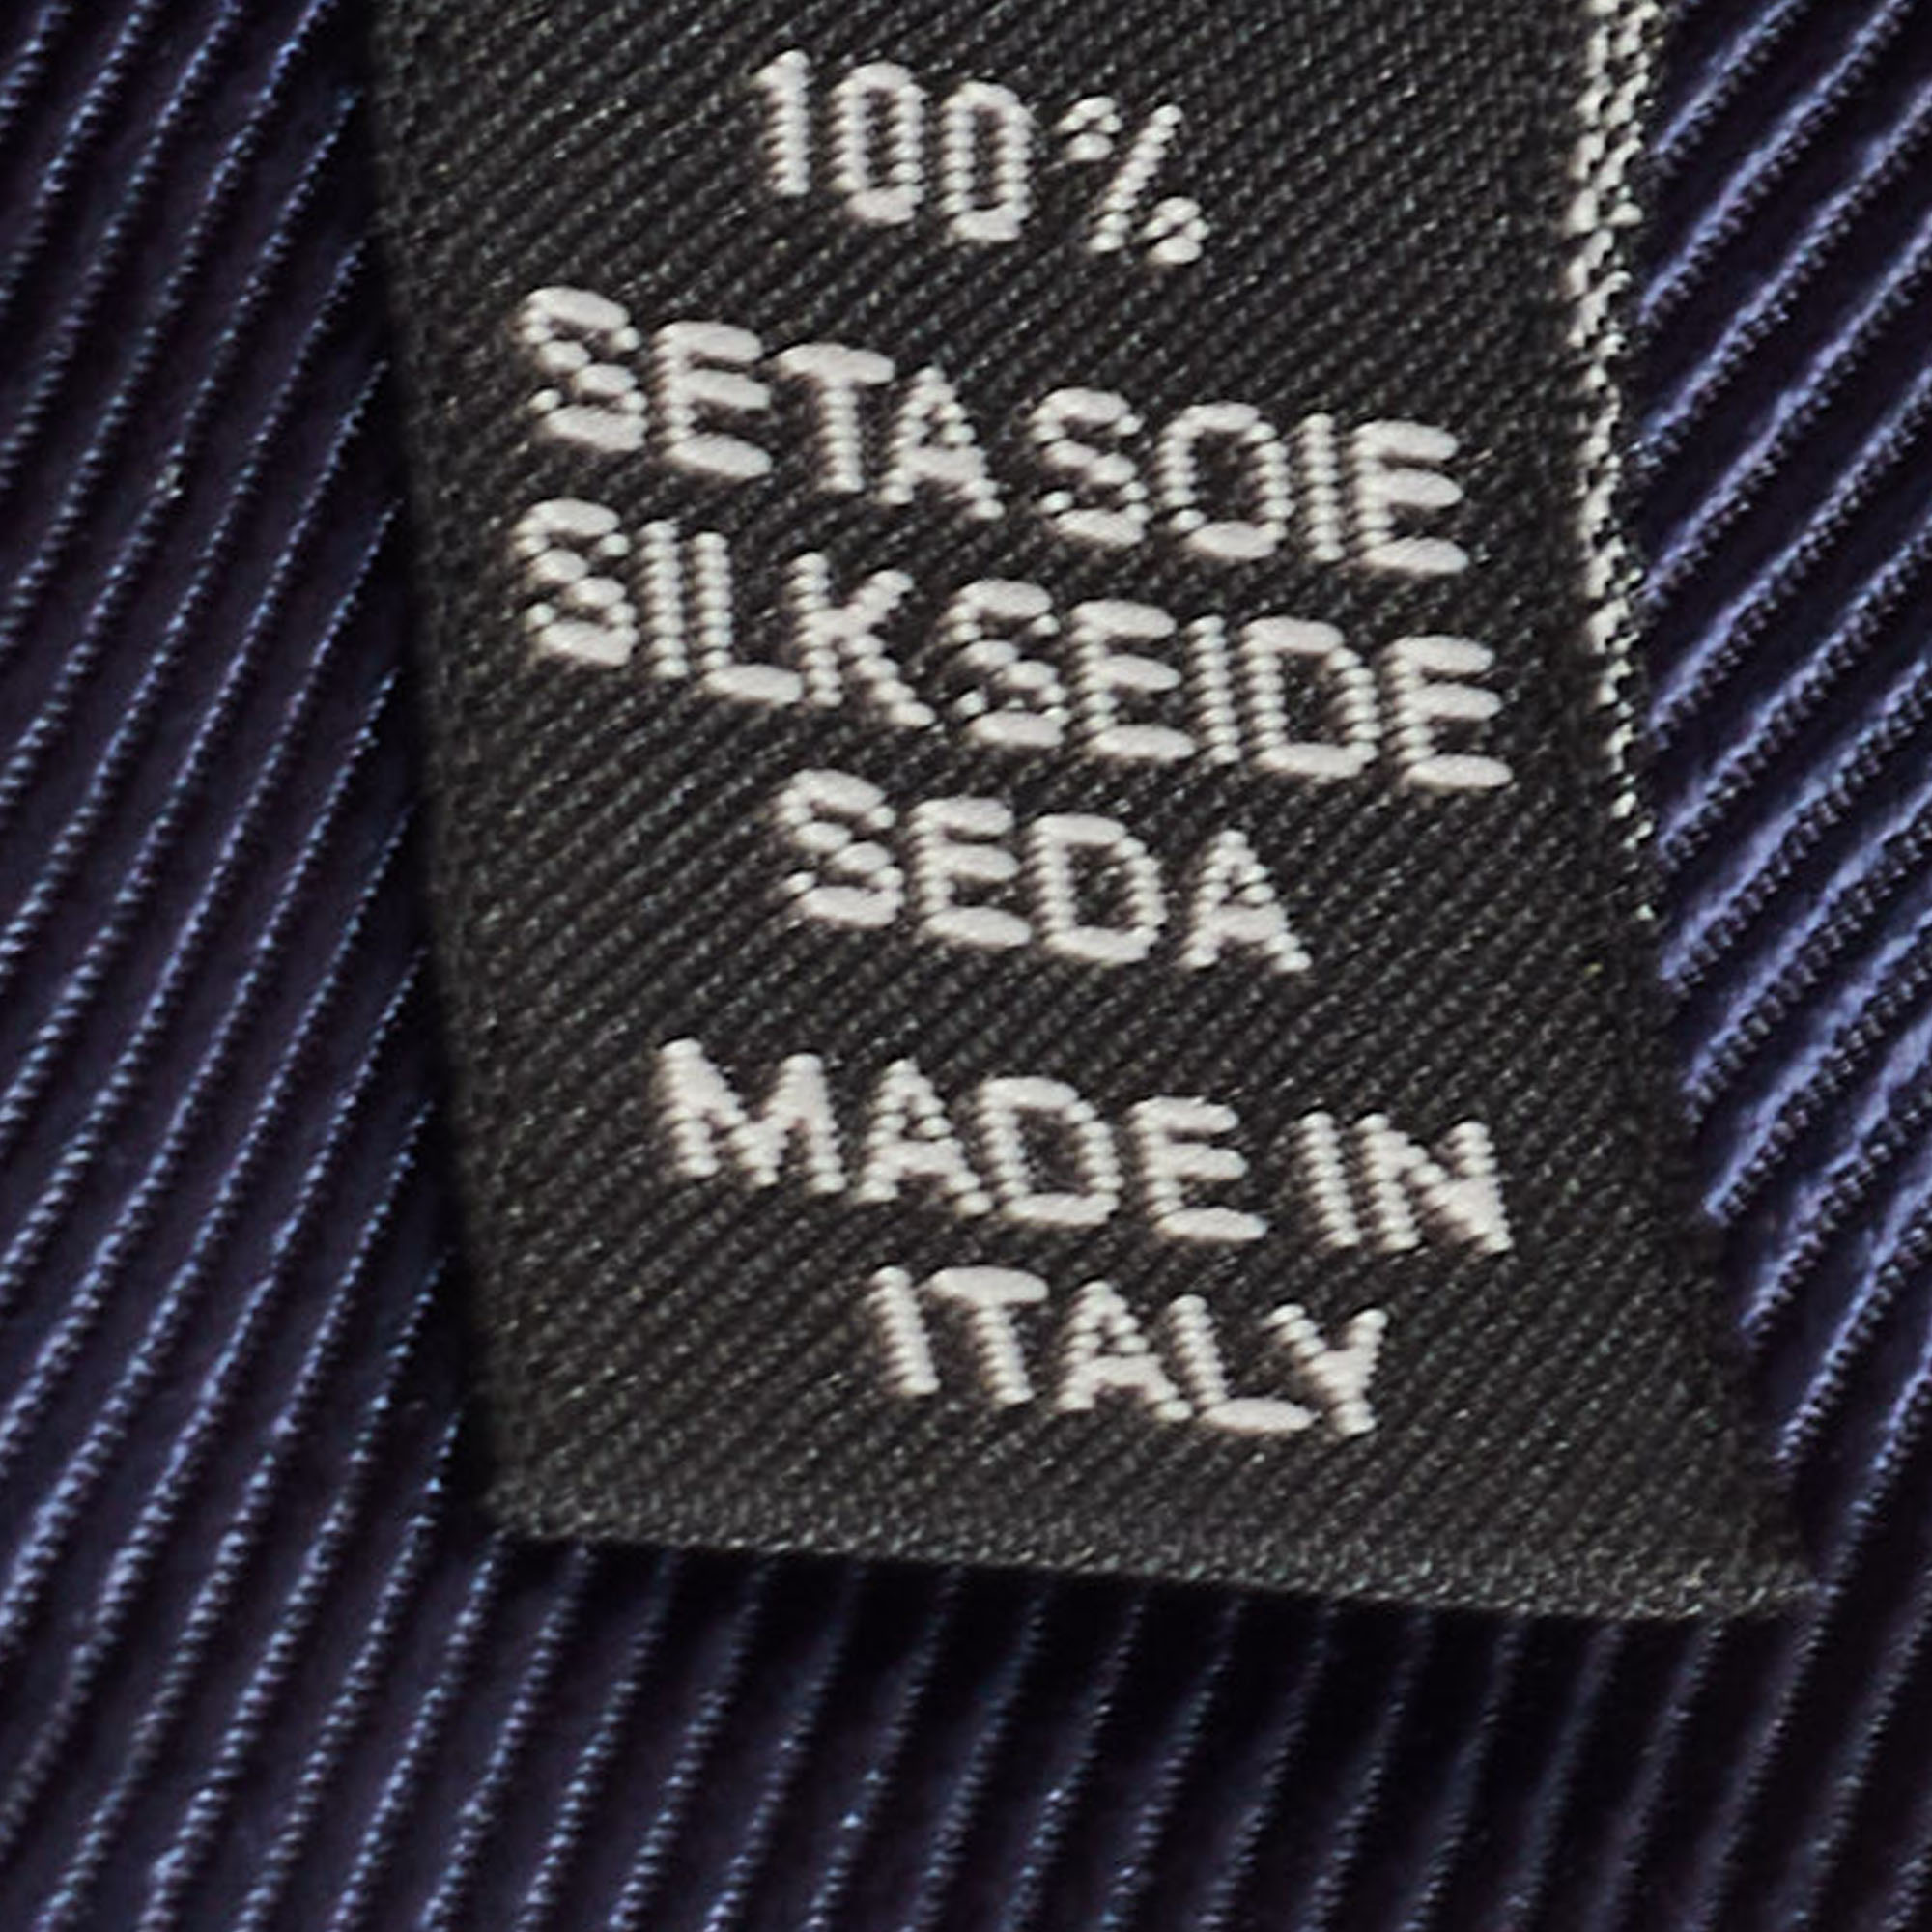 100%
SETA SOIE
SILK SEIDE
SEDA
MADE IN
ITALY